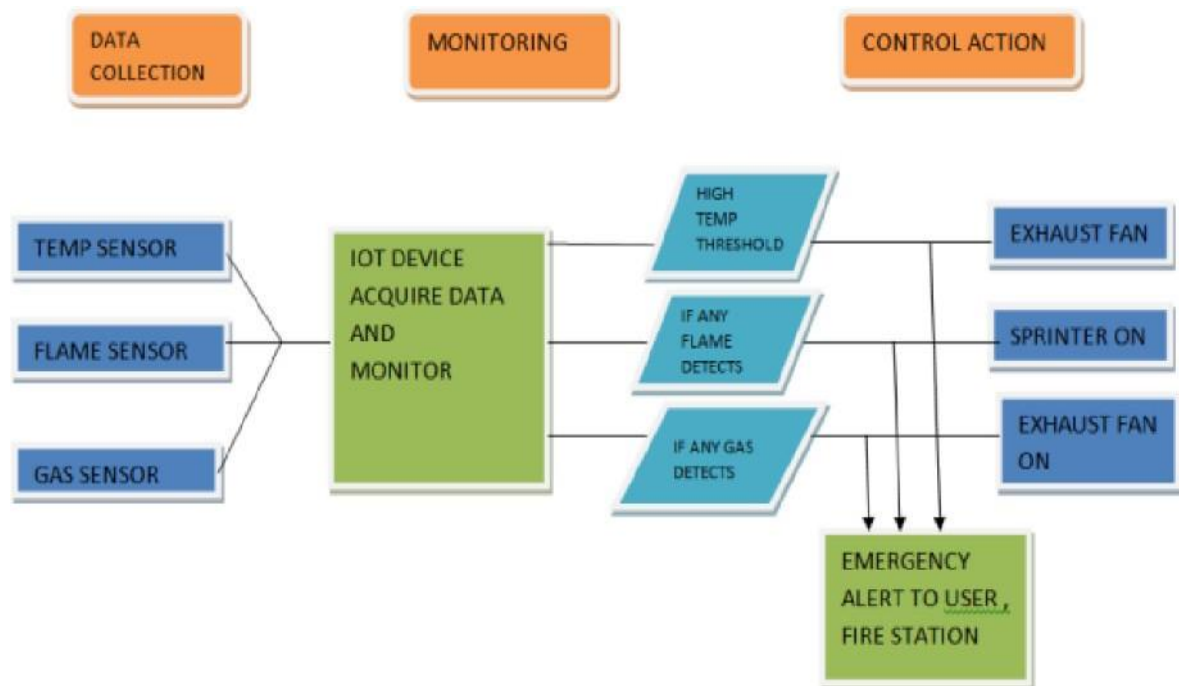 DATA
COLLECTION
MONITORING
CONTROL ACTION
TEMP SENSOR
FLAME SENSOR
GAS SENSOR
IOT DEVICE
ACQUIRE DATA
AND
MONITOR
HIGH
TEMP
THRESHOLD
IF ANY
FLAME
DETECTS
IF ANY GAS
DETECTS
EXHAUST FAN
SPRINTER ON
EXHAUST FAN
ON
EMERGENCY
ALERT TO USER ,
FIRE STATION